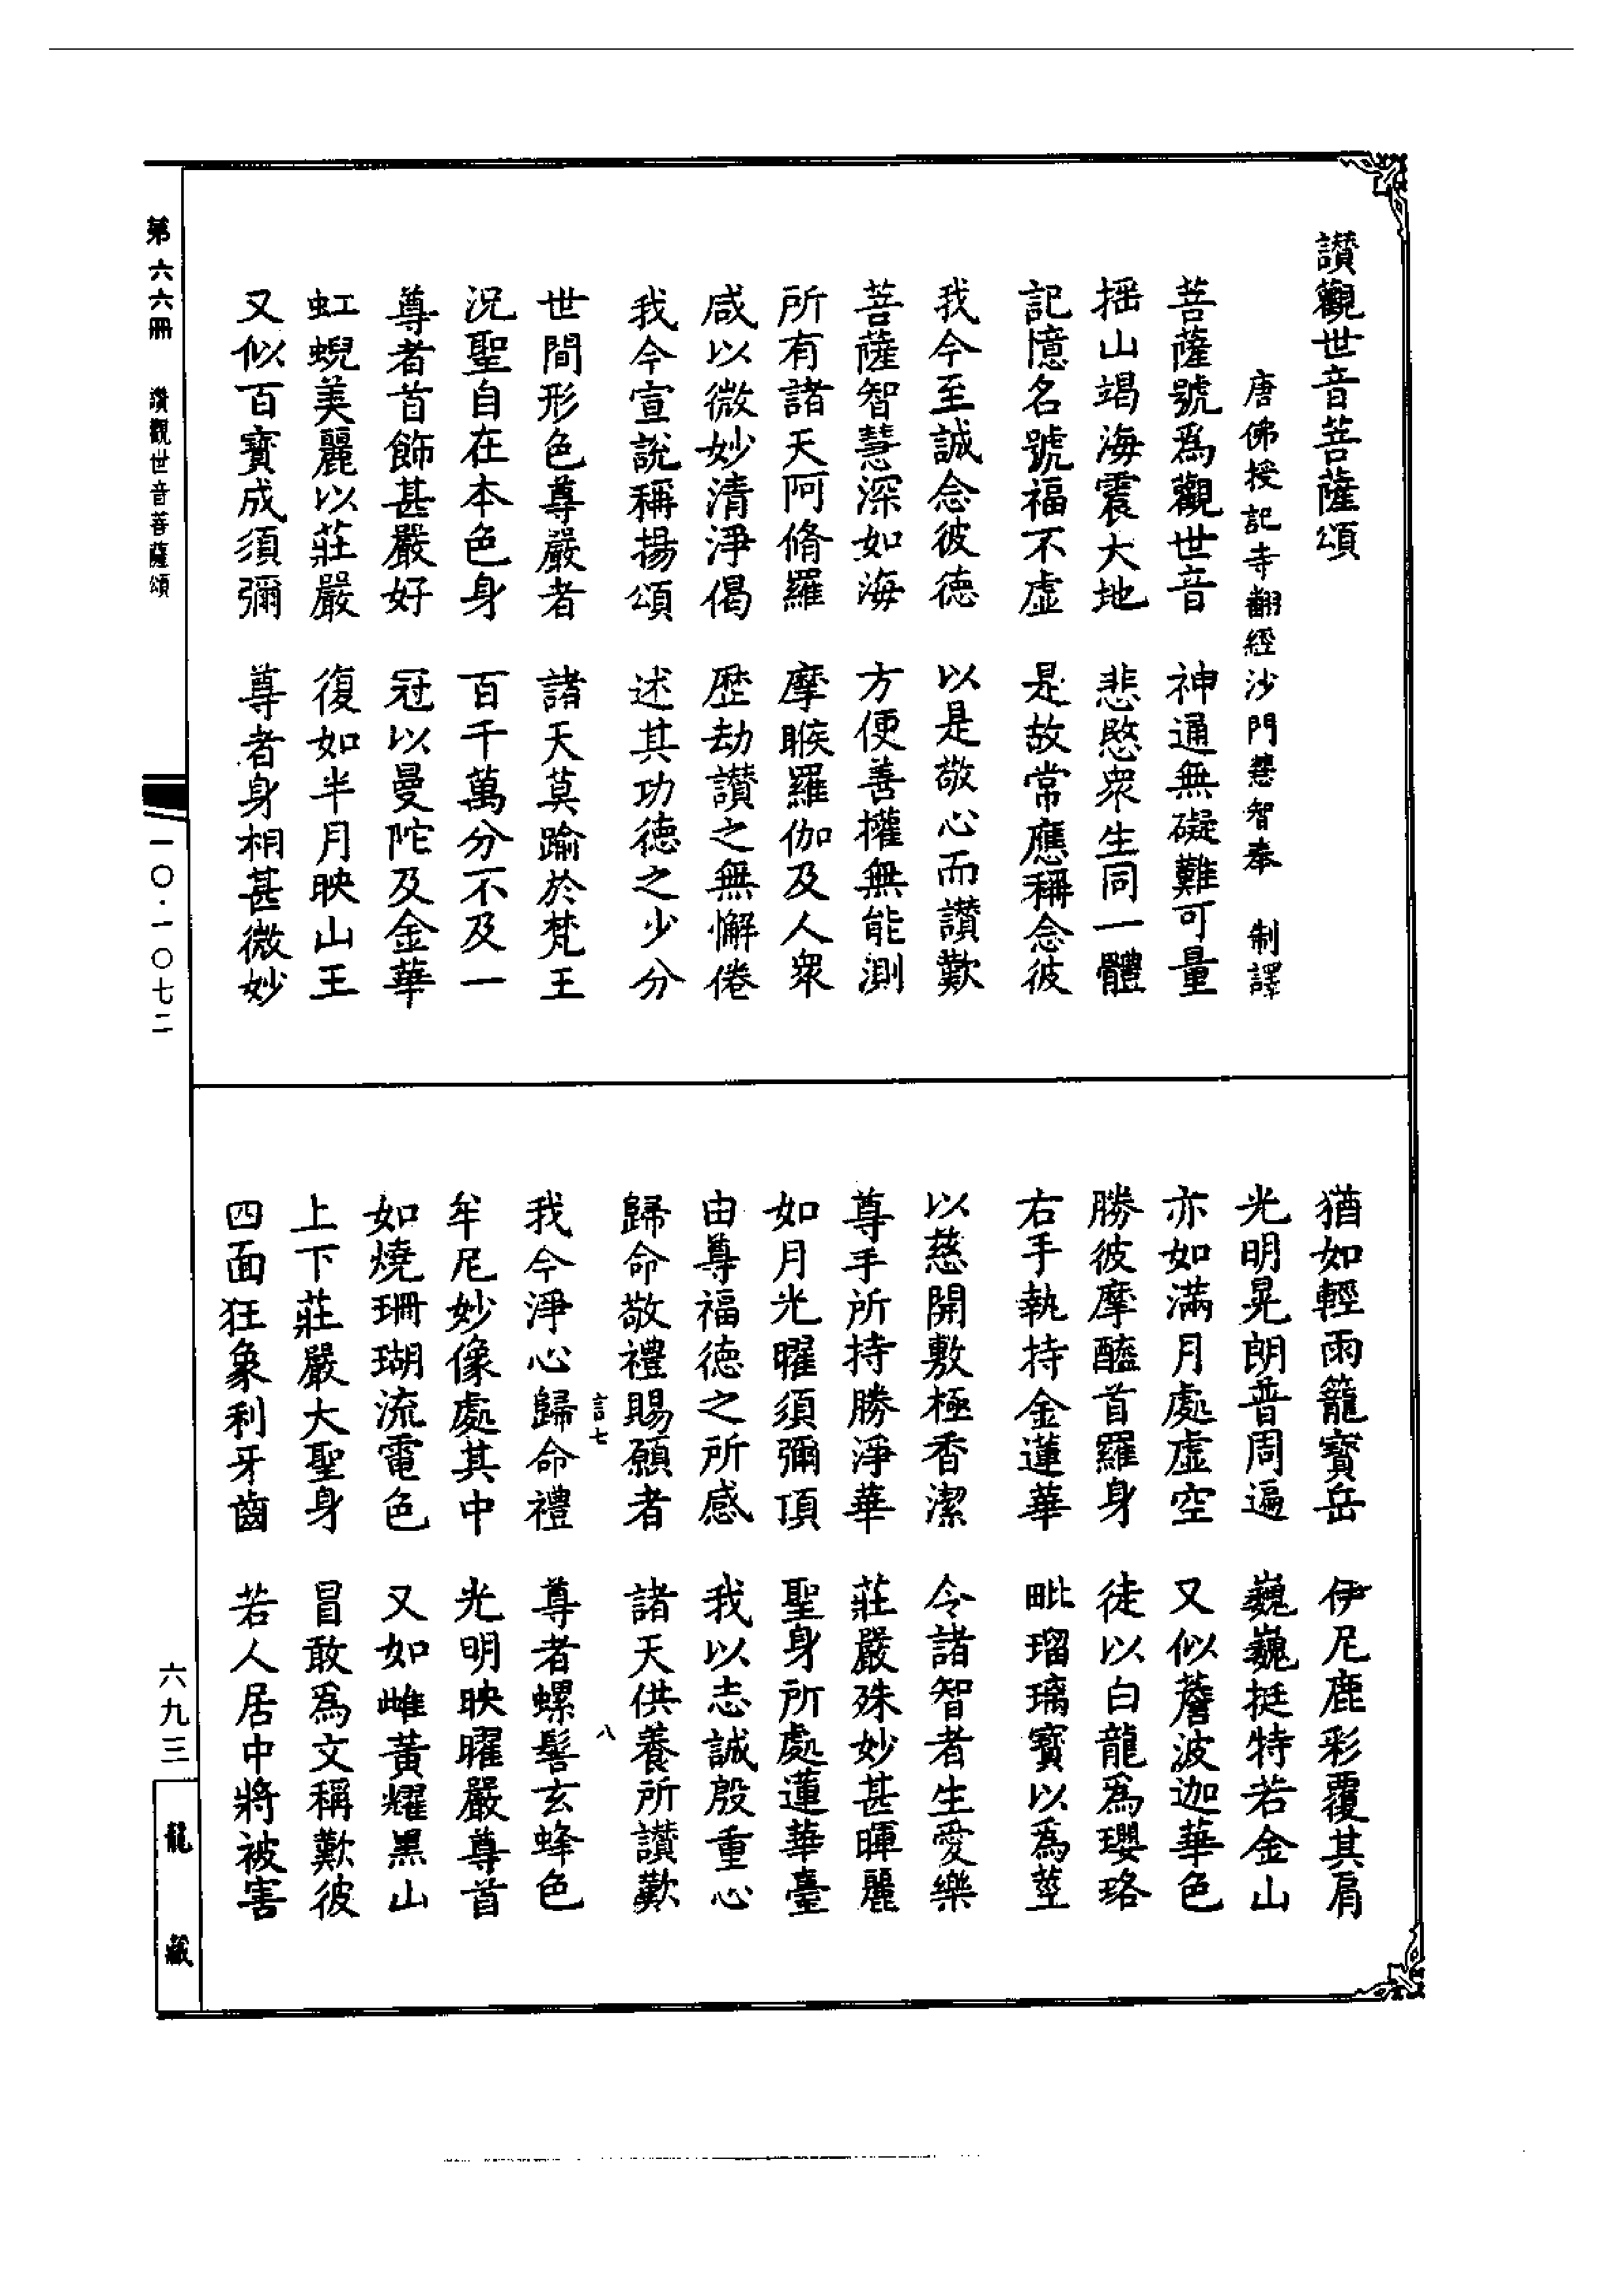 讚觀世音菩薩頌
唐佛授記寺翻經沙門慧智奉　制譯
菩薩號爲觀世音　神通無礙難可量
揺山竭海震大地　悲愍衆生同一體
記憶名號福不虛　是故常應稱念彼
我今至誠念彼德　以是敬心而讚歎
菩薩智慧深如海　方便善權無能測
所有諸天阿脩羅　摩睺羅伽及人衆
咸以微妙清淨偈　歷劫讚之無懈倦
我今宣說稱揚頌　述其功德之少分
世間形色尊嚴者　諸天莫踰於梵王
況聖自在本色身　百千萬分不及一
尊者首飾甚嚴好　冠以曼陀及金華
虹蜺美麗以莊嚴　復如半月映山王
又似百寶成須彌　尊者身相甚微妙
猶如輕雨籠寶岳　伊尼鹿彩覆其肩
光明晃朗普周遍　巍巍挺特若金山
亦如滿月處虛空　又似薝波迦華色
勝彼摩醯首羅身　徒以白龍爲瓔珞
右手執持金蓮華　毗瑠璃寶以爲莖
以慈開敷極香潔　令諸智者生愛樂
尊手所持勝淨華　莊嚴殊妙甚暉麗
如月光曜須彌頂　聖身所處蓮華臺
由尊福德之所感　我以志誠殷重心
歸命敬禮賜願者　諸天供養所讚歎
言七　八
我今淨心歸命禮　尊者螺髻玄蜂色
牟尼妙像處其中　光明映曜嚴尊首
如燒珊瑚流電色　又如雌黃耀黑山
上下莊嚴大聖身　冒敢爲文稱歎彼
四面狂象利牙齒　若人居中將被害
第六六冊　讚觀世音菩薩頌
一〇·一〇七二
六九三
龍藏